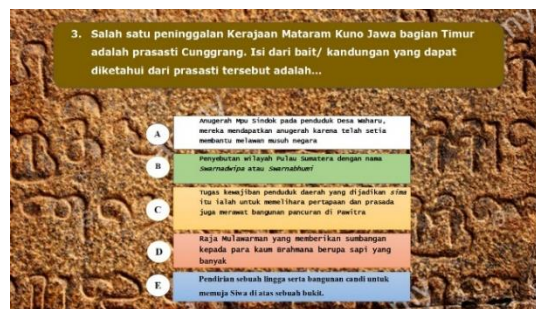 3. Salah satu peninggalan Kerajaan Mataram Kuno Jawa bagian Timur
adalah prasasti Cunggrang. Isi dari bait/ kandungan yang dapat
diketahui dari prasasti tersebut adalah...
A
Anugerah Mpu Sindok pada penduduk Desa Waharu,
mereka mendapatkan anugerah karena telah setia
membantu melawan musuh negara
B
Penyebutan wilayah Pulau Sumatera dengan nama
Swarnadwipa atau Swarnabhumi
C
Tugas kewajiban penduduk daerah yang dijadikan sima
itu ialah untuk memelihara pertapaan dan prasada
juga merawat bangunan pancuran di Pawitra
D
Raja Mulawarman yang memberikan sumbangan
kepada para kaum Brahmana berupa sapi yang
banyak
E
Pendirian sebuah lingga serta bangunan candi untuk
memuja Siwa di atas sebuah bukit.